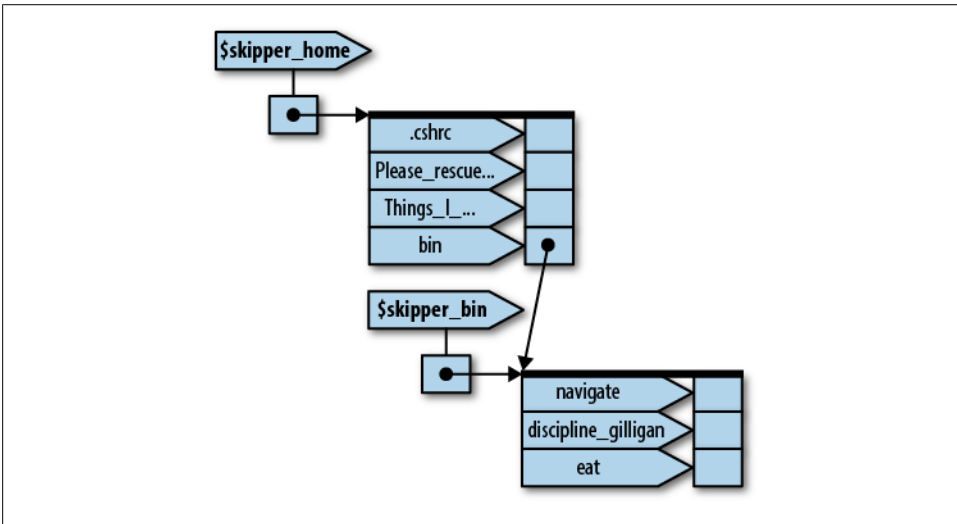 $skipper_home
.cshrc
Please_rescue...
Things_I_...
bin
$skipper_bin
navigate
discipline_gilligan
eat